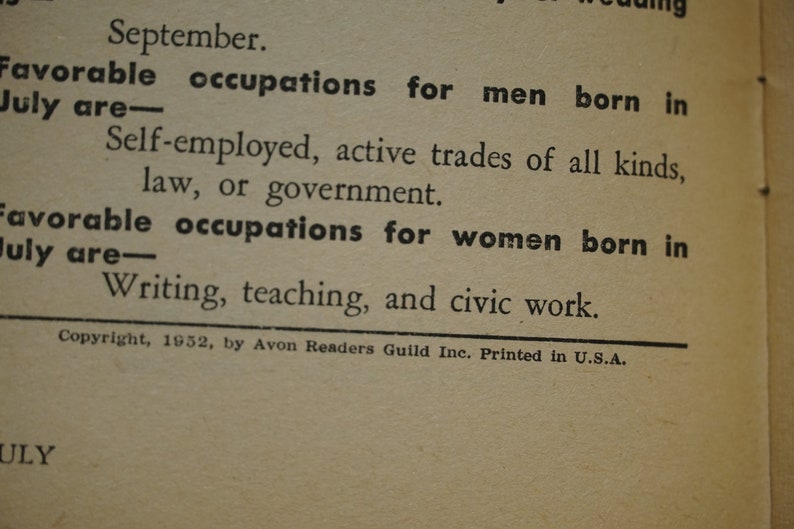 wedding
September.
Favorable occupations for men born in
July are—
Self-employed, active trades of all kinds,
law, or government.
Favorable occupations for women born in
July are—
Writing, teaching, and civic work.
Copyright, 1952, by Avon Readers Guild Inc. Printed in U.S.A.
ULY